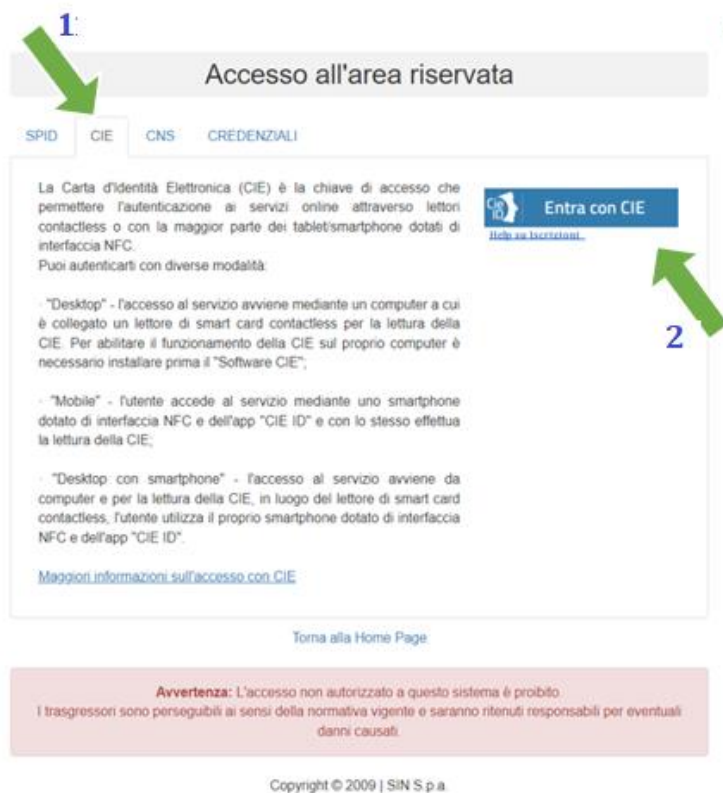 1
Accesso all'area riservata
SPID CIE CNS CREDENZIALI
La Carta d'Identità Elettronica (CIE) è la chiave di accesso che
permettere l'autenticazione ai servizi online attraverso lettori
contactless o con la maggior parte dei tablet/smartphone dotati di
interfaccia NFC.
Puoi autenticarti con diverse modalità:
· "Desktop" - l'accesso al servizio avviene mediante un computer a cui
è collegato un lettore di smart card contactless per la lettura della
CIE. Per abilitare il funzionamento della CIE sul proprio computer è
necessario installare prima il "Software CIE";
· "Mobile" - l'utente accede al servizio mediante uno smartphone
dotato di interfaccia NFC e dell'app "CIE ID" e con lo stesso effettua
la lettura della CIE;
· "Desktop con smartphone" - l'accesso al servizio avviene da
computer e per la lettura della CIE, in luogo del lettore di smart card
contactless, l'utente utilizza il proprio smartphone dotato di interfaccia
NFC e dell'app "CIE ID".
Maggiori informazioni sull'accesso con CIE
Cie ID Entra con CIE
Help su Iscrizioni
2
Torna alla Home Page
Avvertenza: L'accesso non autorizzato a questo sistema è proibito.
I trasgressori sono perseguibili ai sensi della normativa vigente e saranno ritenuti responsabili per eventuali
danni causati.
Copyright © 2009 | SIN S.p.a.